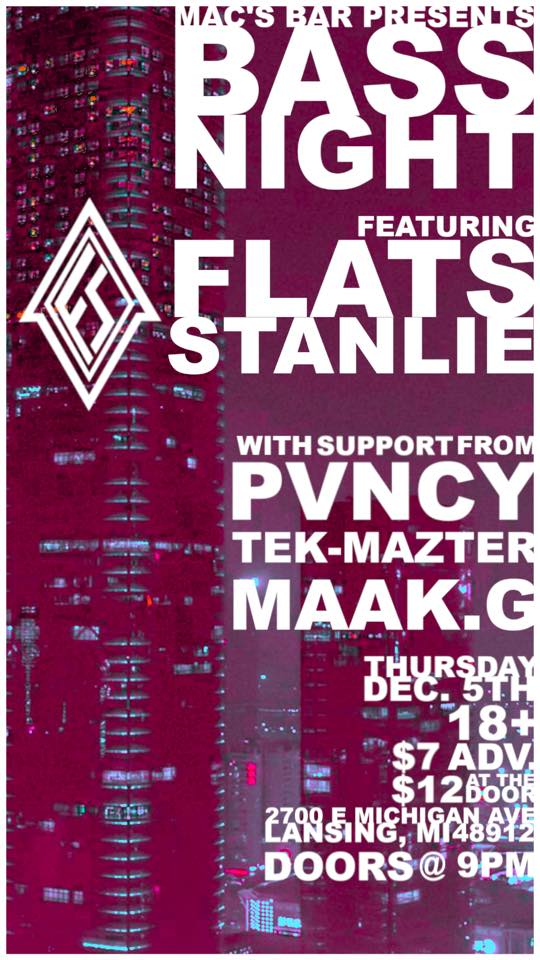 MAC'S BAR PRESENTS
BASS
NIGHT
FEATURING
FLATS
STANLIE
FS
WITH SUPPORT FROM
PVNCY
TEK-MAZTER
MAAK.G
THURSDAY
DEC. 5TH
18+
$7 ADV.
$12 AT THE DOOR
2700 E MICHIGAN AVE
LANSING, MI 48912
DOORS @ 9PM